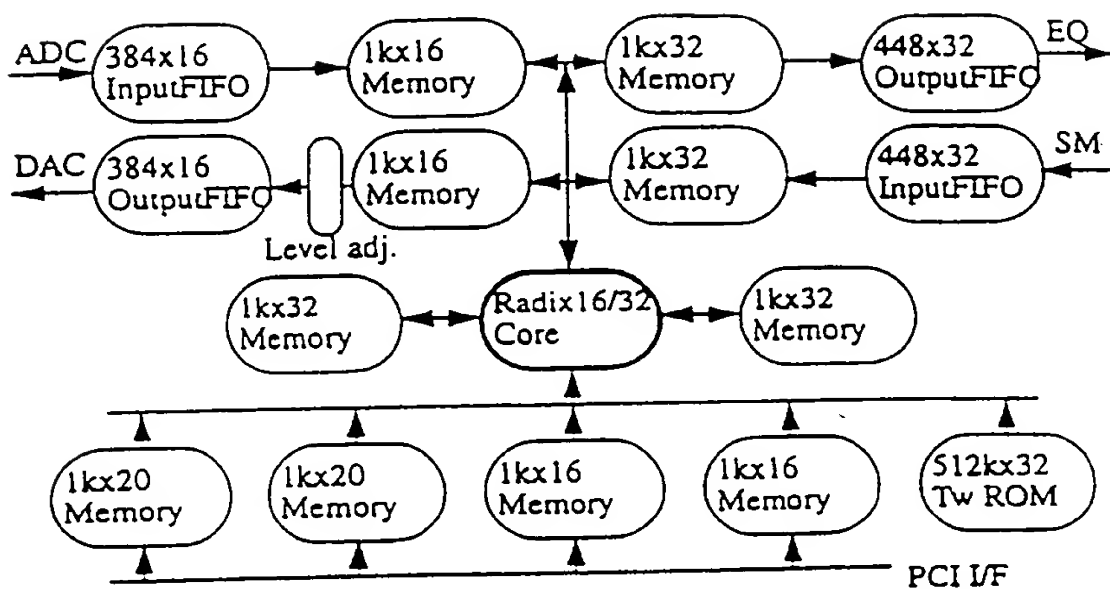 ADC
384x16
InputFIFO
1kx16
Memory
1kx32
Memory
448x32
OutputFIFO
EQ
DAC
384x16
OutputFIFO
Level adj.
1kx16
Memory
1kx32
Memory
448x32
InputFIFO
SM
1kx32
Memory
Radix16/32
Core
1kx32
Memory
1kx20
Memory
1kx20
Memory
1kx16
Memory
1kx16
Memory
512kx32
Tw ROM
PCI I/F